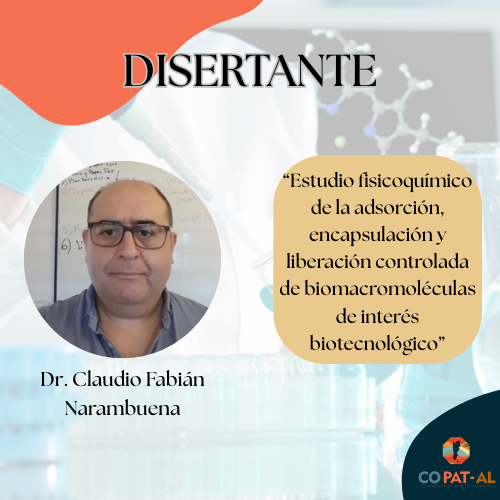 DISERTANTE
“Estudio fisicoquímico
de la adsorción,
encapsulación y
liberación controlada
de biomacromoléculas
de interés
biotecnológico”
Dr. Claudio Fabián
Narambuena
CO PAT-AL